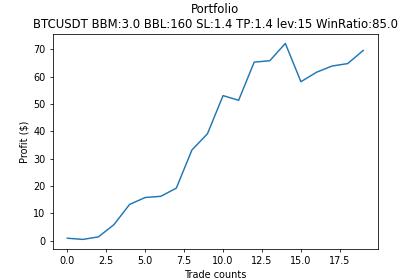 Portfolio
BTCUSDT BBM:3.0 BBL:160 SL:1.4 TP:1.4 lev:15 WinRatio:85.0
Profit ($)
70
60
50
40
30
20
10
0
0.0 2.5 5.0 7.5 10.0 12.5 15.0 17.5
Trade counts